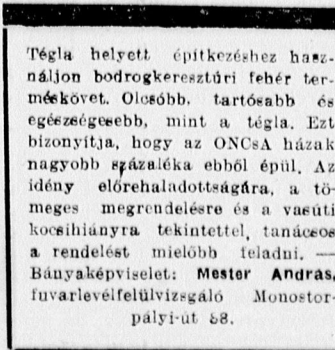 Tégla helyett építkezéshez hasz-
náljon bodrogkeresztúri fehér ter-
méskövet. Olcsóbb, tartósabb és
egészségesebb, mint a tégla. Ezt
bizonyítja, hogy az ONCsA házak
nagyobb százaléka ebből épül. Az
idény előrehaladottságára, a tö-
meges megrendelésre és a vasúti
kocsihiányra tekintettel, tanácsos
a rendelést mielőbb feladni. —
Bányaképviselet: Mester András,
fuvarlevélfelülvizsgáló Monostor-
pályi-út 88.